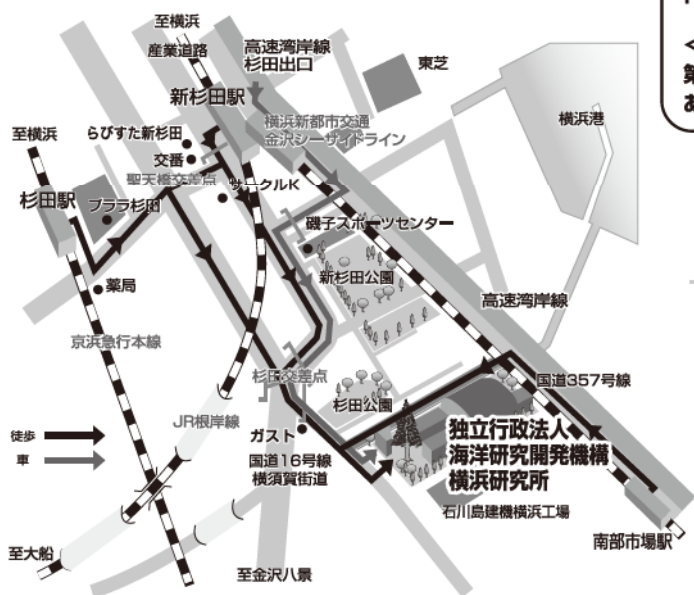 至横浜
産業道路
高速湾岸線
杉田出口
東芝
新杉田駅
横浜新都市交通
金沢シーサイドライン
横浜港
至横浜
らびすた新杉田
交番
聖天橋交差点
サークルK
杉田駅
プララ杉田
磯子スポーツセンター
薬局
新杉田公園
高速湾岸線
京浜急行本線
杉田交差点
国道357号線
杉田公園
JR根岸線
徒歩
車
ガスト
国道16号線
横須賀街道
独立行政法人
海洋研究開発機構
横浜研究所
石川島建機横浜工場
南部市場駅
至大船
至金沢八景